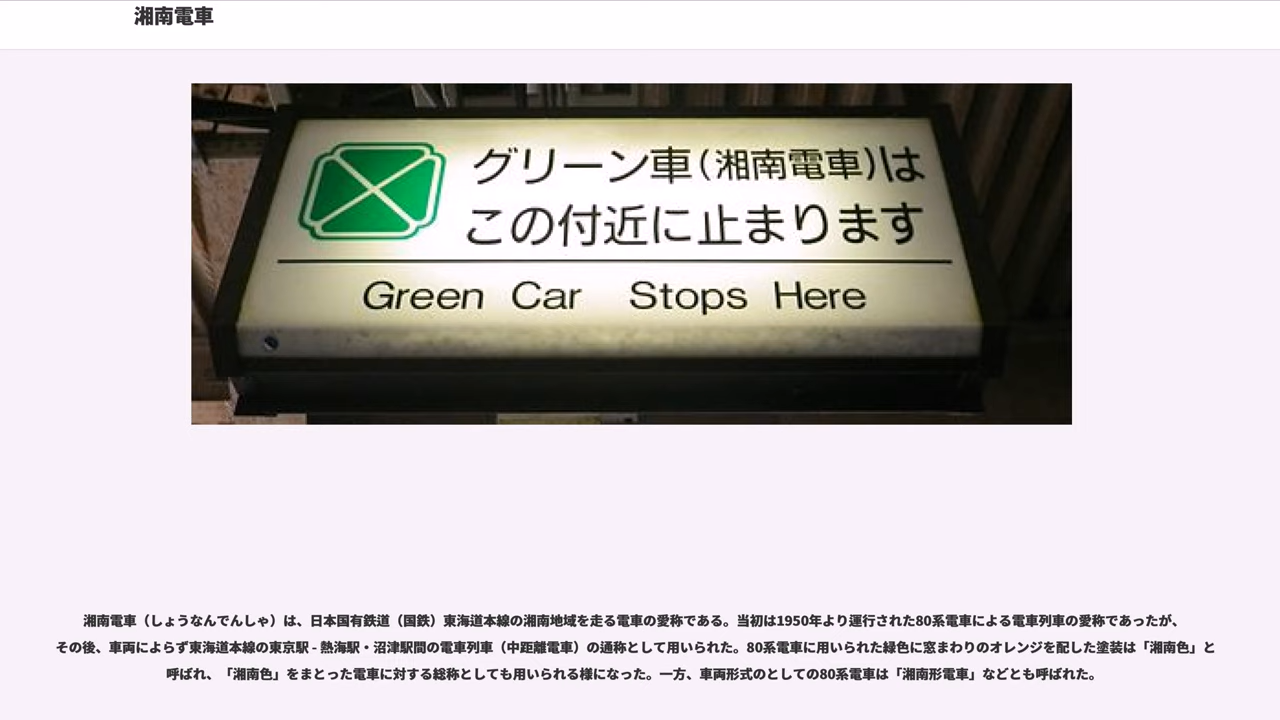 湘南電車
グリーン車(湘南電車)は
この付近に止まります
Green Car Stops Here
湘南電車（しょうなんでんしゃ）は、日本国有鉄道（国鉄）東海道本線の湘南地域を走る電車の愛称である。当初は1950年より運行された80系電車による電車列車の愛称であったが、
その後、車両によらず東海道本線の東京駅 - 熱海駅・沼津駅間の電車列車（中距離電車）の通称として用いられた。80系電車に用いられた緑色に窓まわりのオレンジを配した塗装は「湘南色」と
呼ばれ、「湘南色」をまとった電車に対する総称としても用いられる様になった。一方、車両形式のとしての80系電車は「湘南形電車」などとも呼ばれた。